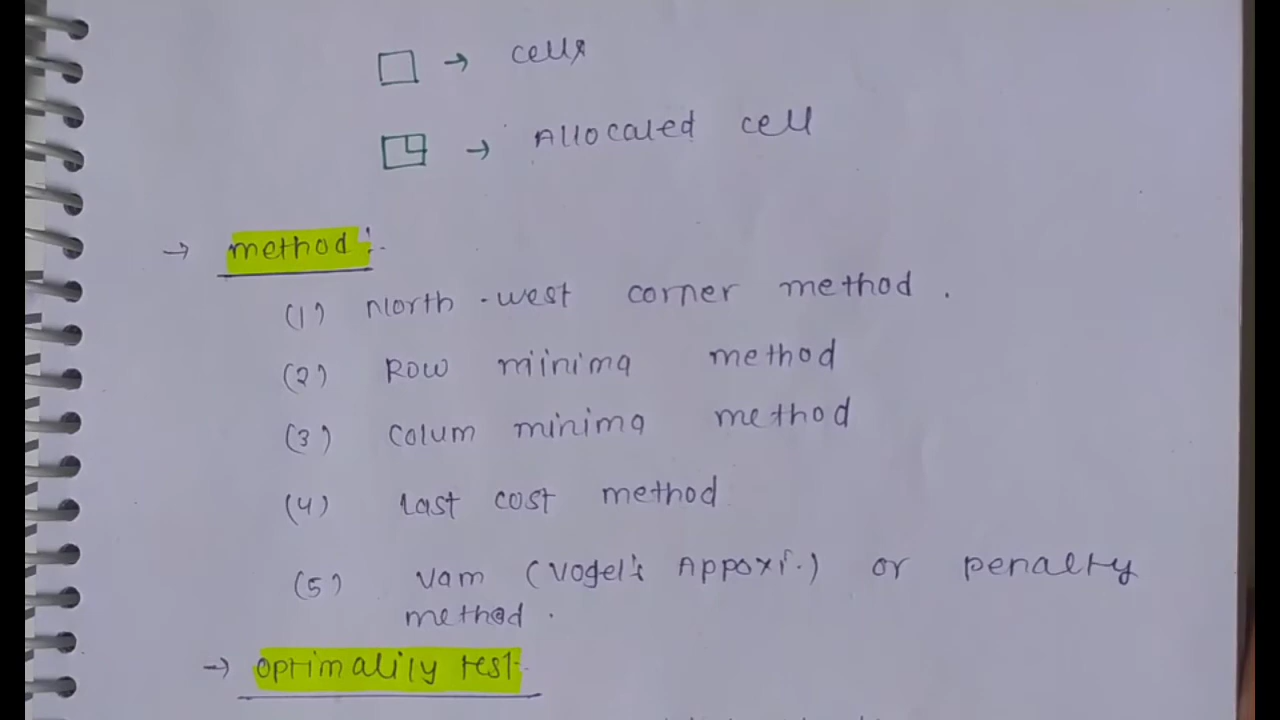 □ → cells
→ Allocated cell
→ method :-
(1) North-west corner method.
(2) Row minima method
(3) Colum minima method
(4) Last cost method
(5) Vam (Vogel's Appoxi.) or penalty
method.
→ optimality test-